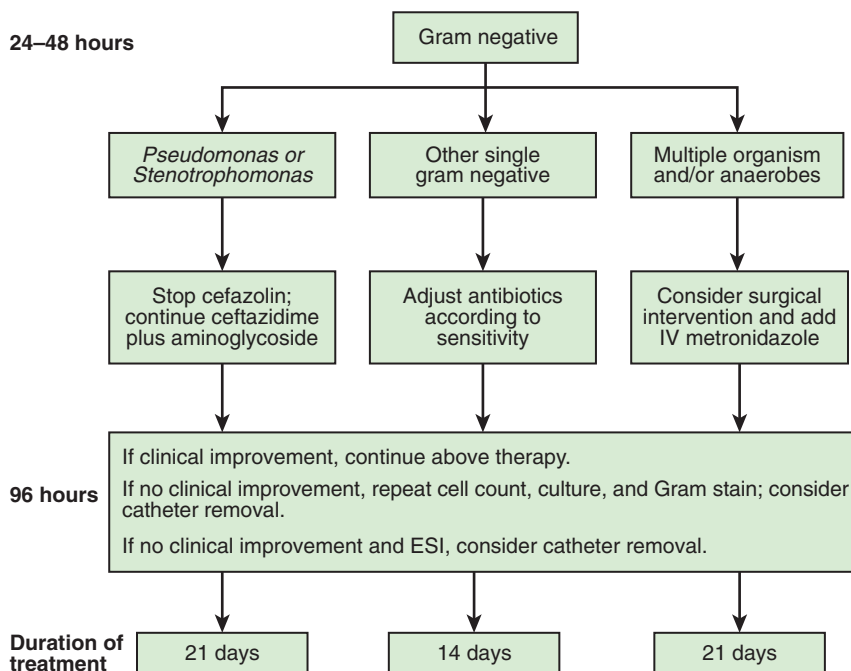 24–48 hours
Gram negative
Pseudomonas or
Stenotrophomonas
Other single
gram negative
Multiple organism
and/or anaerobes
Stop cefazolin;
continue ceftazidime
plus aminoglycoside
Adjust antibiotics
according to
sensitivity
Consider surgical
intervention and add
IV metronidazole
96 hours
If clinical improvement, continue above therapy.
If no clinical improvement, repeat cell count, culture, and Gram stain; consider
catheter removal.
If no clinical improvement and ESI, consider catheter removal.
Duration of
treatment
21 days
14 days
21 days